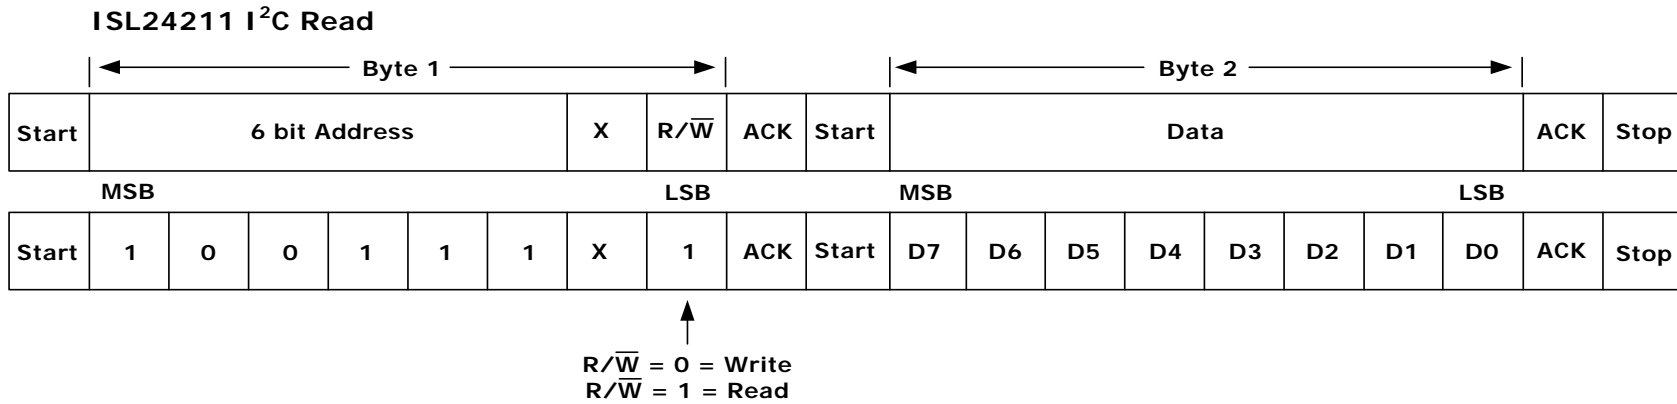 ISL24211 I²C Read
Byte 1 Byte 2
Start 6 bit Address X R/W̅ ACK Start Data ACK Stop
MSB LSB MSB LSB
Start 1 0 0 1 1 1 X 1 ACK Start D7 D6 D5 D4 D3 D2 D1 D0 ACK Stop
R/W̅ = 0 = Write
R/W̅ = 1 = Read